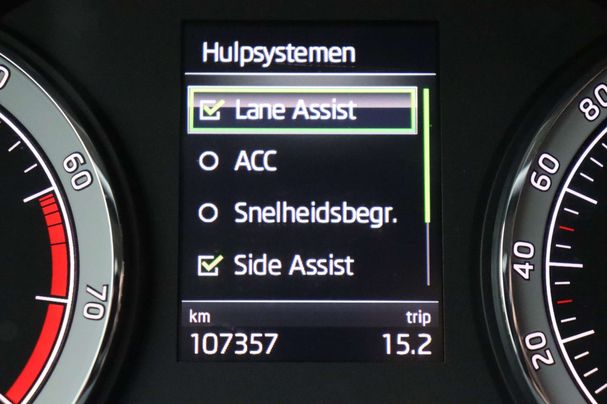 Hulpsystemen
Lane Assist
ACC
Snelheidsbegr.
Side Assist
km trip
107357 15.2
60
70
80
60
40
20